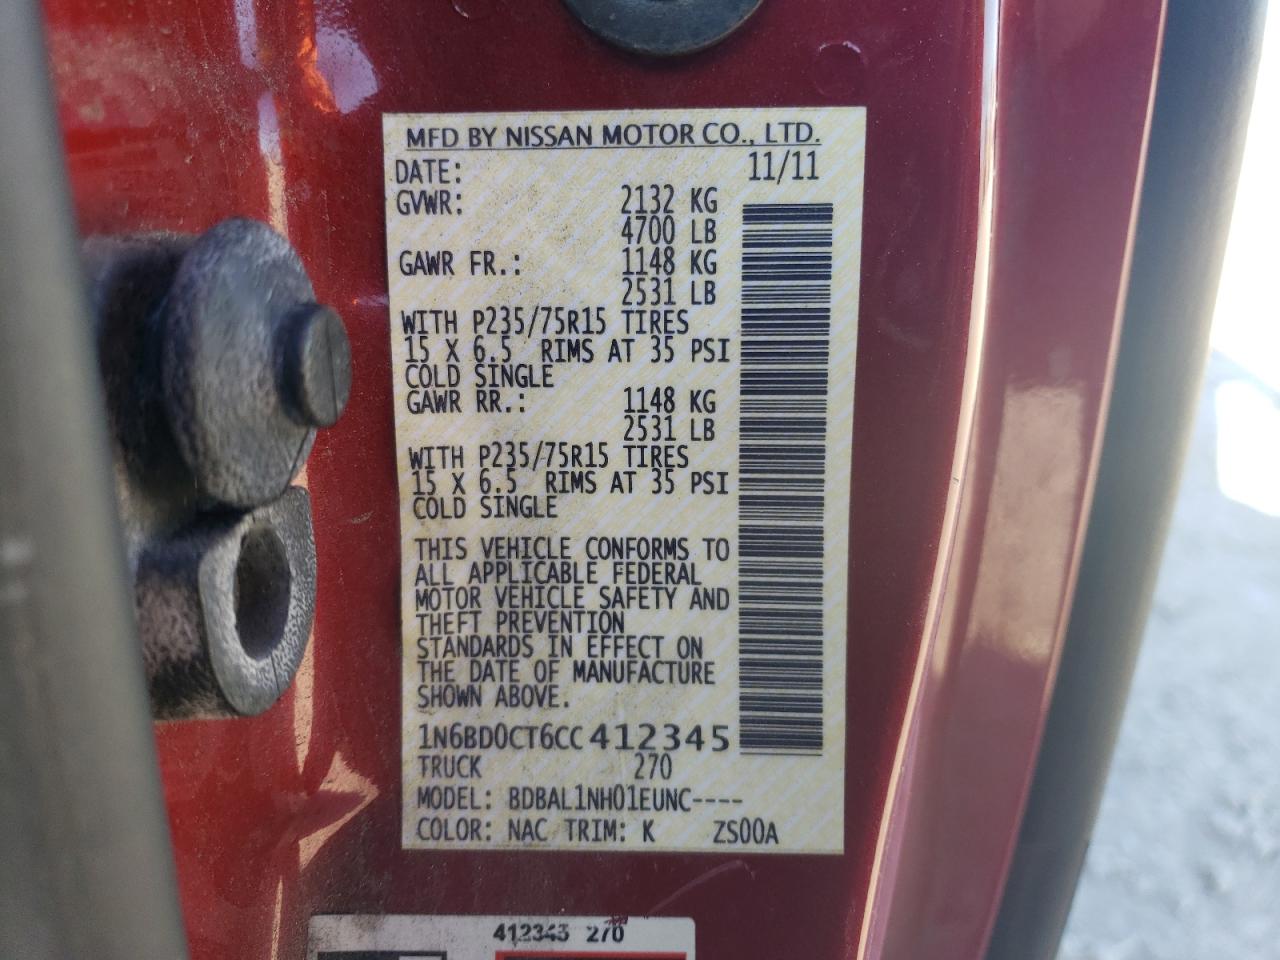 MFD BY NISSAN MOTOR CO., LTD.
DATE: 11/11
GVWR: 2132 KG
4700 LB
GAWR FR.: 1148 KG
2531 LB
WITH P235/75R15 TIRES
15 X 6.5 RIMS AT 35 PSI
COLD SINGLE
GAWR RR.: 1148 KG
2531 LB
WITH P235/75R15 TIRES
15 X 6.5 RIMS AT 35 PSI
COLD SINGLE
THIS VEHICLE CONFORMS TO
ALL APPLICABLE FEDERAL
MOTOR VEHICLE SAFETY AND
THEFT PREVENTION
STANDARDS IN EFFECT ON
THE DATE OF MANUFACTURE
SHOWN ABOVE.
1N6BD0CT6CC412345
TRUCK 270
MODEL: BDBAL1NH01EUNC----
COLOR: NAC TRIM: K ZS00A
412345 270